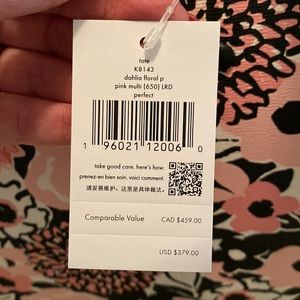 tate
K8143
dahlia floral p
pink multi (650) LRD
perfect
1 96021 12006 0
take good care. here's how.
prenez-en bien soin. voici comment.
请妥善维护。这里是具体做法。
Comparable Value CAD $459.00
USD $379.00